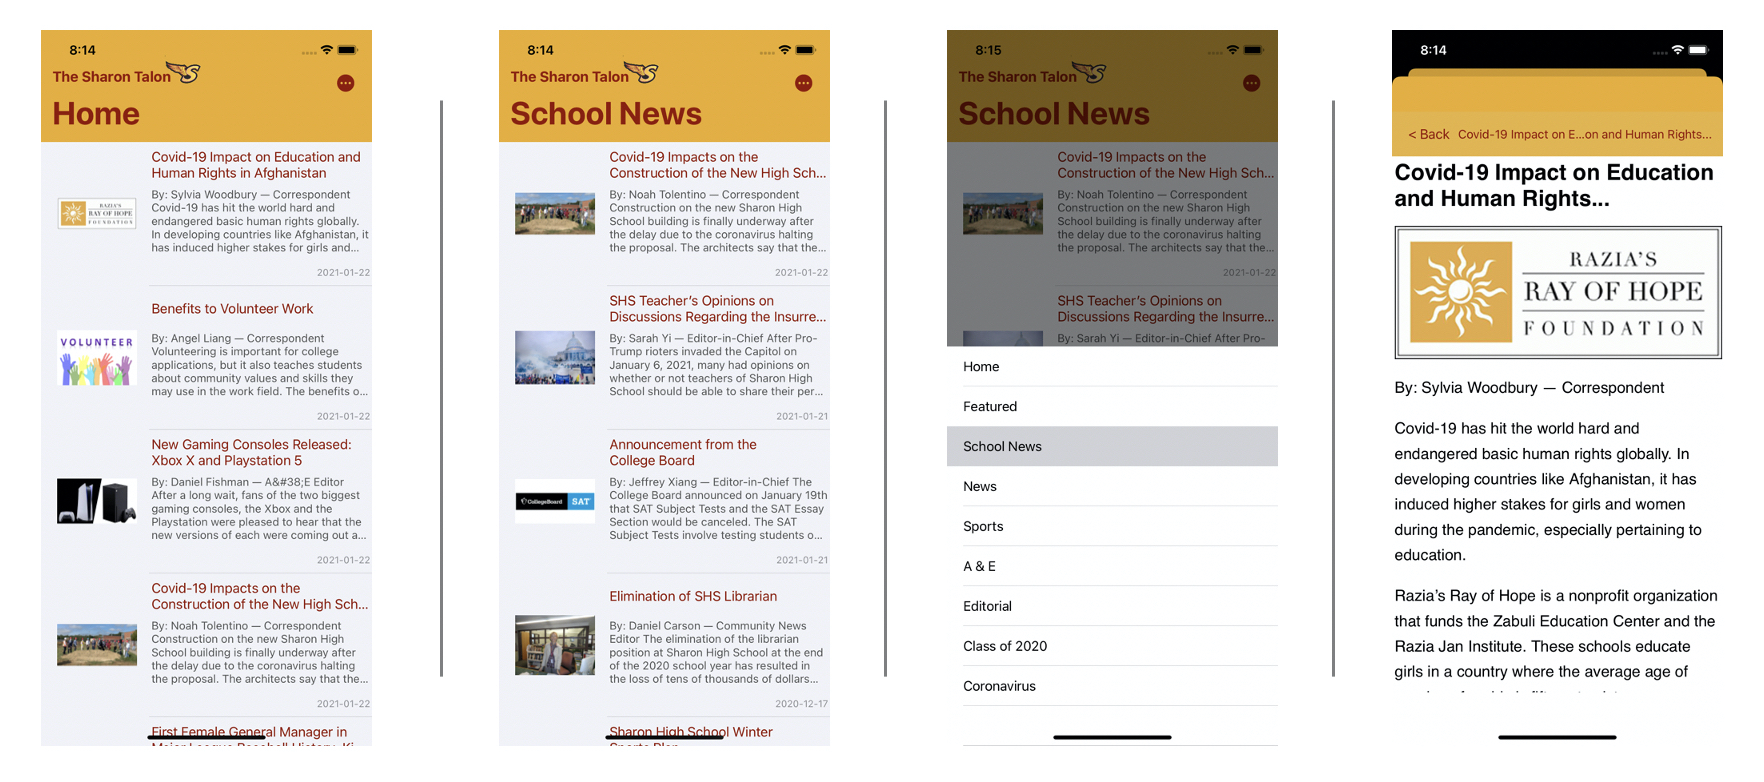 8:14
The Sharon Talon
Home
Covid-19 Impact on Education and
Human Rights in Afghanistan
By: Sylvia Woodbury — Correspondent
Covid-19 has hit the world hard and
endangered basic human rights globally.
In developing countries like Afghanistan, it
has induced higher stakes for girls and...
2021-01-22
RAZIA'S
RAY OF HOPE
FOUNDATION
Benefits to Volunteer Work
VOLUNTEER
By: Angel Liang — Correspondent
Volunteering is important for college
applications, but it also teaches students
about community values and skills they
may use in the work field. The benefits o...
2021-01-22
New Gaming Consoles Released:
Xbox X and Playstation 5
By: Daniel Fishman — A&#38;E Editor
After a long wait, fans of the two biggest
gaming consoles, the Xbox and the
Playstation were pleased to hear that the
new versions of each were coming out a...
2021-01-22
Covid-19 Impacts on the
Construction of the New High Sch...
By: Noah Tolentino — Correspondent
Construction on the new Sharon High
School building is finally underway after
the delay due to the coronavirus halting
the proposal. The architects say that the...
2021-01-22
First Female General Manager in
8:14
The Sharon Talon
School News
Covid-19 Impacts on the
Construction of the New High Sch...
By: Noah Tolentino — Correspondent
Construction on the new Sharon High
School building is finally underway after
the delay due to the coronavirus halting
the proposal. The architects say that the...
2021-01-22
SHS Teacher's Opinions on
Discussions Regarding the Insurre...
By: Sarah Yi — Editor-in-Chief After Pro-
Trump rioters invaded the Capitol on
January 6, 2021, many had opinions on
whether or not teachers of Sharon High
School should be able to share their per...
2021-01-21
Announcement from the
College Board
CollegeBoard SAT
By: Jeffrey Xiang — Editor-in-Chief The
College Board announced on January 19th
that SAT Subject Tests and the SAT Essay
Section would be canceled. The SAT
Subject Tests involve testing students o...
2021-01-21
Elimination of SHS Librarian
By: Daniel Carson — Community News
Editor The elimination of the librarian
position at Sharon High School at the end
of the 2020 school year has resulted in
the loss of tens of thousands of dollars...
2020-12-17
Sharon High School Winter
8:15
The Sharon Talon
School News
Covid-19 Impacts on the
Construction of the New High Sch...
By: Noah Tolentino — Correspondent
Construction on the new Sharon High
School building is finally underway after
the delay due to the coronavirus halting
the proposal. The architects say that the...
2021-01-22
SHS Teacher's Opinions on
Discussions Regarding the Insurre...
By: Sarah Yi — Editor-in-Chief After Pro-
Home
Featured
School News
News
Sports
A & E
Editorial
Class of 2020
Coronavirus
8:14
< Back Covid-19 Impact on E...on and Human Rights...
Covid-19 Impact on Education
and Human Rights...
RAZIA'S
RAY OF HOPE
FOUNDATION
By: Sylvia Woodbury — Correspondent
Covid-19 has hit the world hard and
endangered basic human rights globally. In
developing countries like Afghanistan, it has
induced higher stakes for girls and women
during the pandemic, especially pertaining to
education.
Razia's Ray of Hope is a nonprofit organization
that funds the Zabuli Education Center and the
Razia Jan Institute. These schools educate
girls in a country where the average age of